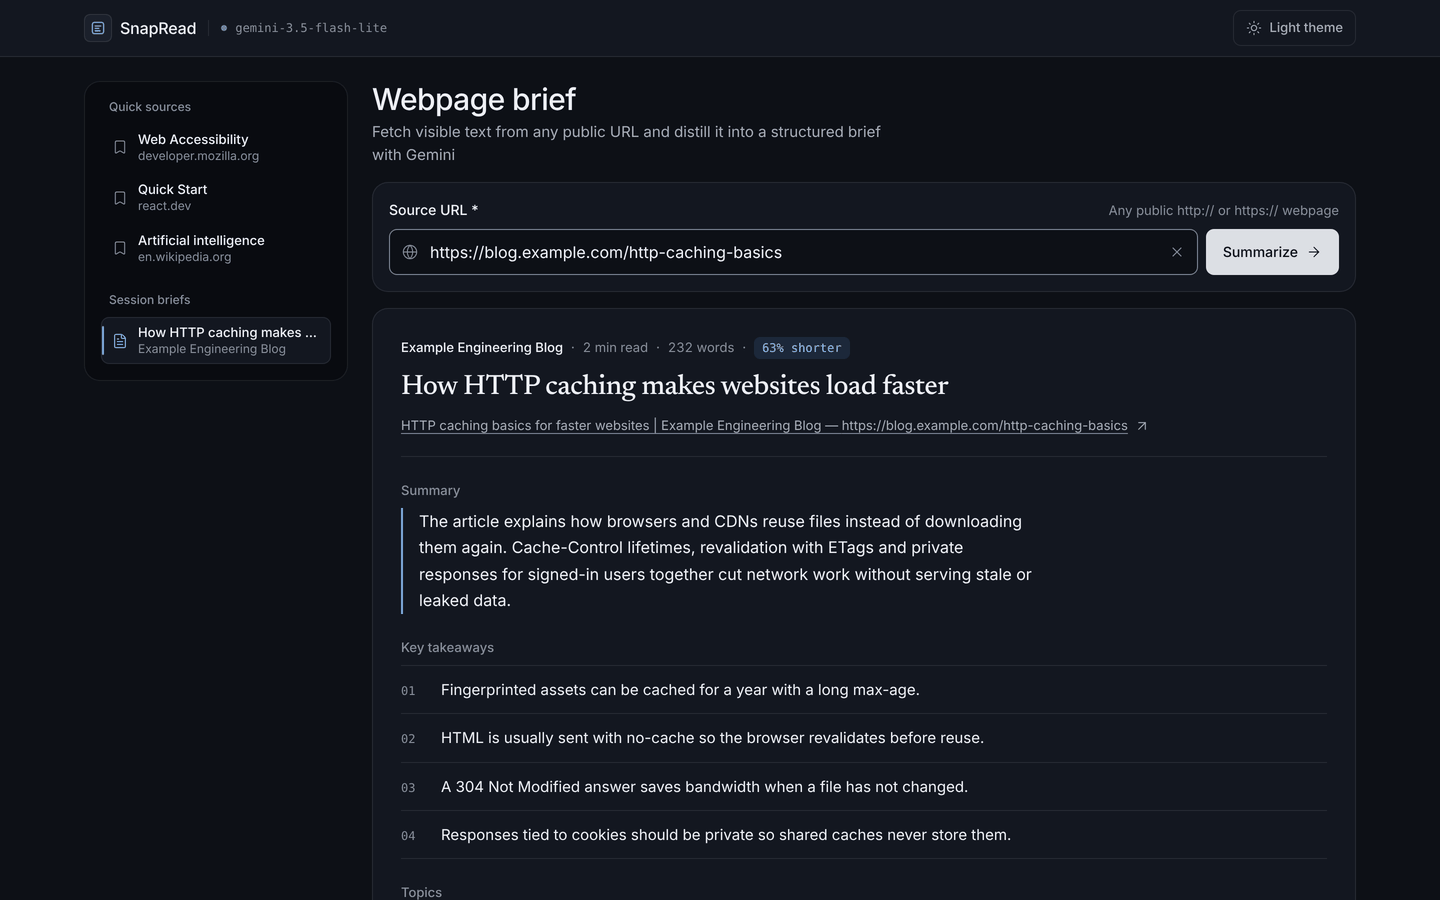 SnapRead
gemini-3.5-flash-lite
Light theme
Quick sources
Web Accessibility
developer.mozilla.org
Quick Start
react.dev
Artificial intelligence
en.wikipedia.org
Session briefs
How HTTP caching makes ...
Example Engineering Blog
Webpage brief
Fetch visible text from any public URL and distill it into a structured brief
with Gemini
Source URL *
Any public http:// or https:// webpage
https://blog.example.com/http-caching-basics
Summarize
Example Engineering Blog · 2 min read · 232 words · 63% shorter
How HTTP caching makes websites load faster
HTTP caching basics for faster websites | Example Engineering Blog — https://blog.example.com/http-caching-basics
Summary
The article explains how browsers and CDNs reuse files instead of downloading
them again. Cache-Control lifetimes, revalidation with ETags and private
responses for signed-in users together cut network work without serving stale or
leaked data.
Key takeaways
01 Fingerprinted assets can be cached for a year with a long max-age.
02 HTML is usually sent with no-cache so the browser revalidates before reuse.
03 A 304 Not Modified answer saves bandwidth when a file has not changed.
04 Responses tied to cookies should be private so shared caches never store them.
Topics